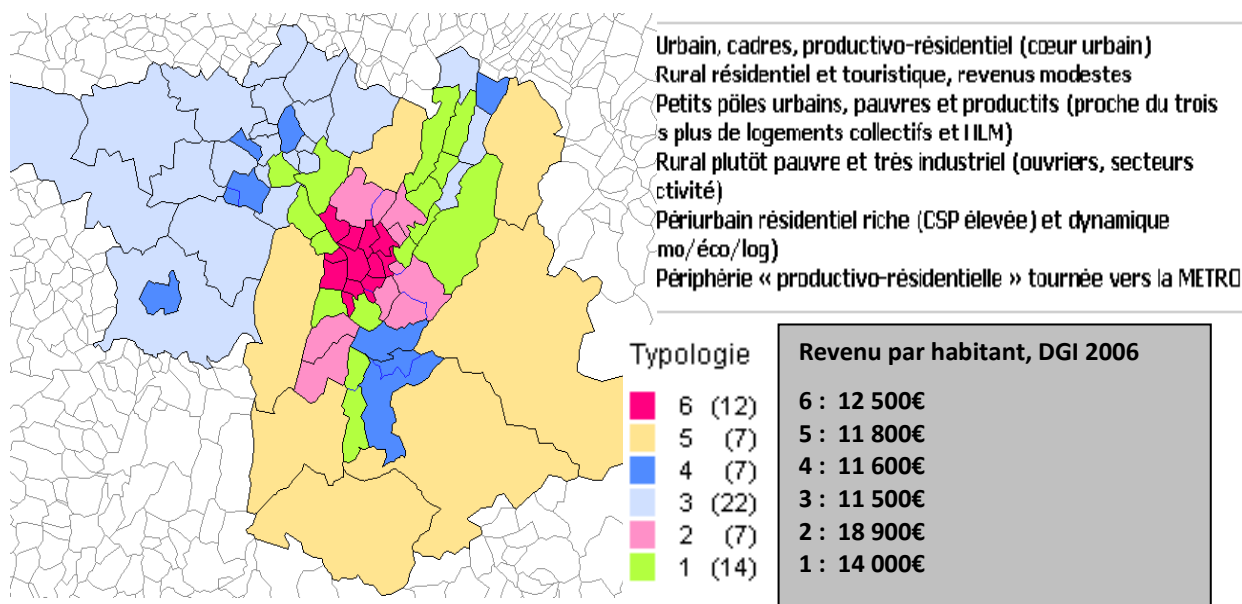 Urbain, cadres, productivo-résidentiel (cœur urbain)
Rural résidentiel et touristique, revenus modestes
Petits pôles urbains, pauvres et productifs (proche du trois
s plus de logements collectifs et HLM)
Rural plutôt pauvre et très industriel (ouvriers, secteurs
ctivité)
Périurbain résidentiel riche (CSP élevée) et dynamique
mo/éco/log)
Périphérie « productivo-résidentielle » tournée vers la METRO
Typologie
6 (12)
5 (7)
4 (7)
3 (22)
2 (7)
1 (14)
Revenu par habitant, DGI 2006
6 : 12 500€
5 : 11 800€
4 : 11 600€
3 : 11 500€
2 : 18 900€
1 : 14 000€